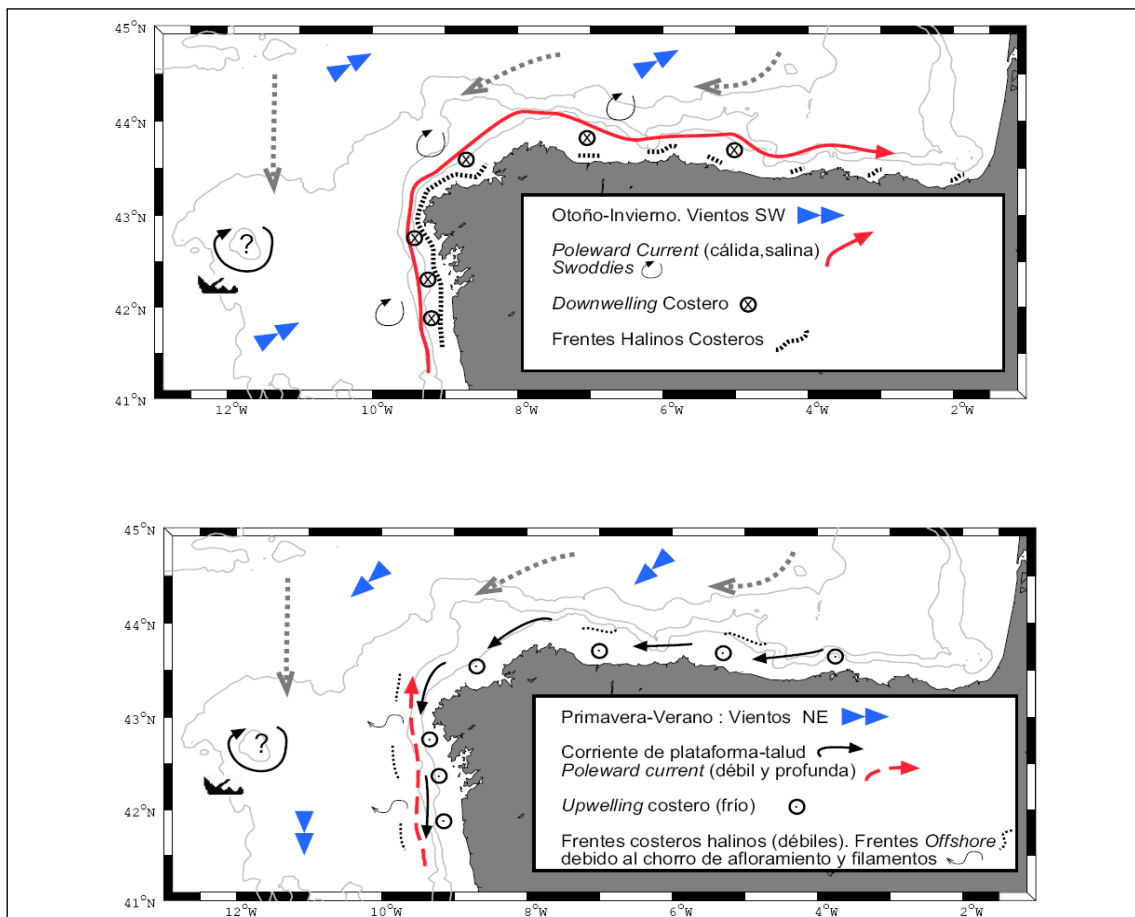 45°N
44°N
43°N
42°N
41°N
12°W
10°W
8°W
6°W
4°W
2°W
?
Otoño-Invierno. Vientos SW
Poleward Current (cálida,salina)
Swoddies
Downwelling Costero
Frentes Halinos Costeros
45°N
44°N
43°N
42°N
41°N
12°W
10°W
8°W
6°W
4°W
2°W
?
Primavera-Verano : Vientos NE
Corriente de plataforma-talud
Poleward current (débil y profunda)
Upwelling costero (frío)
Frentes costeros halinos (débiles). Frentes Offshore
debido al chorro de afloramiento y filamentos